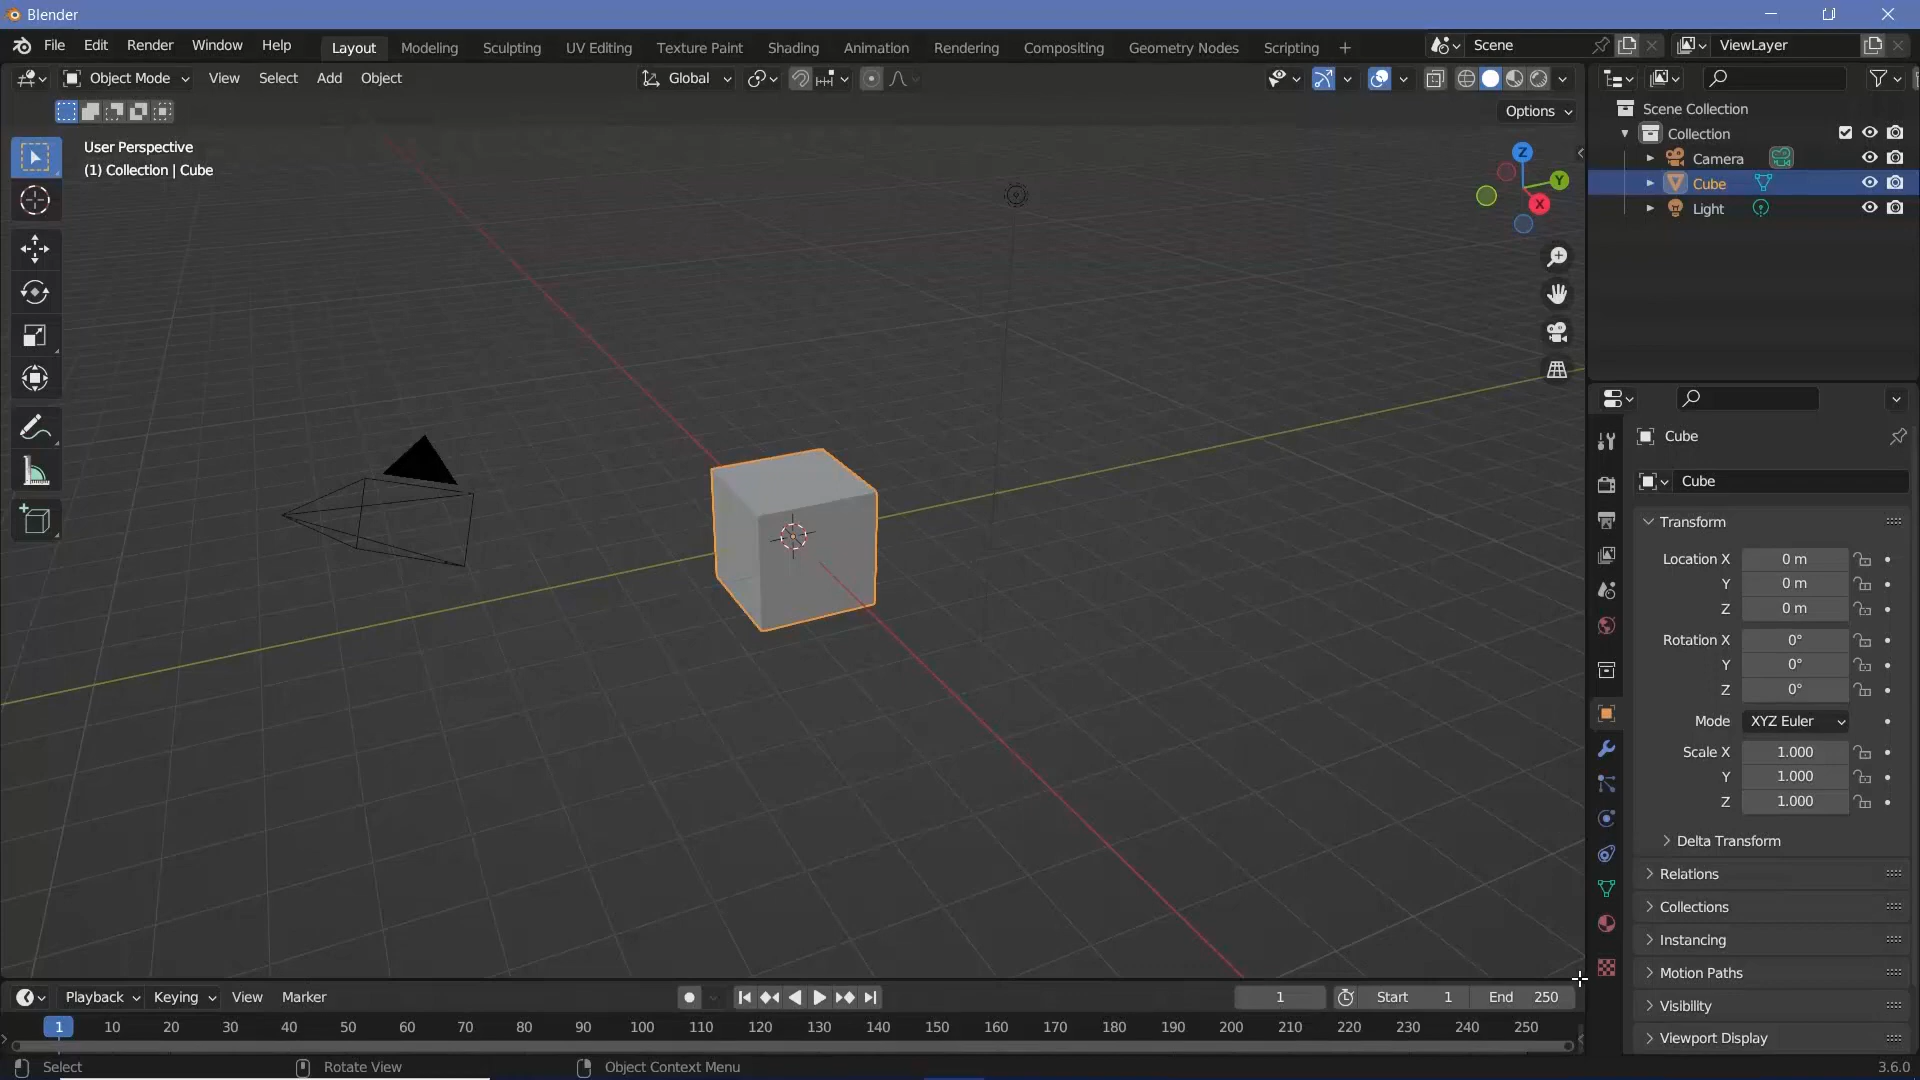 Blender
File Edit Render Window Help Layout Modeling Sculpting UV Editing Texture Paint Shading Animation Rendering Compositing Geometry Nodes Scripting + Scene ViewLayer
Object Mode View Select Add Object Global
Options
User Perspective
(1) Collection | Cube
Z
Y
X
Scene Collection
Collection
Camera
Cube
Light
Cube
Cube
Transform
Location X 0 m
Y 0 m
Z 0 m
Rotation X 0°
Y 0°
Z 0°
Mode XYZ Euler
Scale X 1.000
Y 1.000
Z 1.000
Delta Transform
Relations
Collections
Instancing
Motion Paths
Visibility
Viewport Display
Playback Keying View Marker 1 Start 1 End 250
1 10 20 30 40 50 60 70 80 90 100 110 120 130 140 150 160 170 180 190 200 210 220 230 240 250
Select Rotate View Object Context Menu 3.6.0